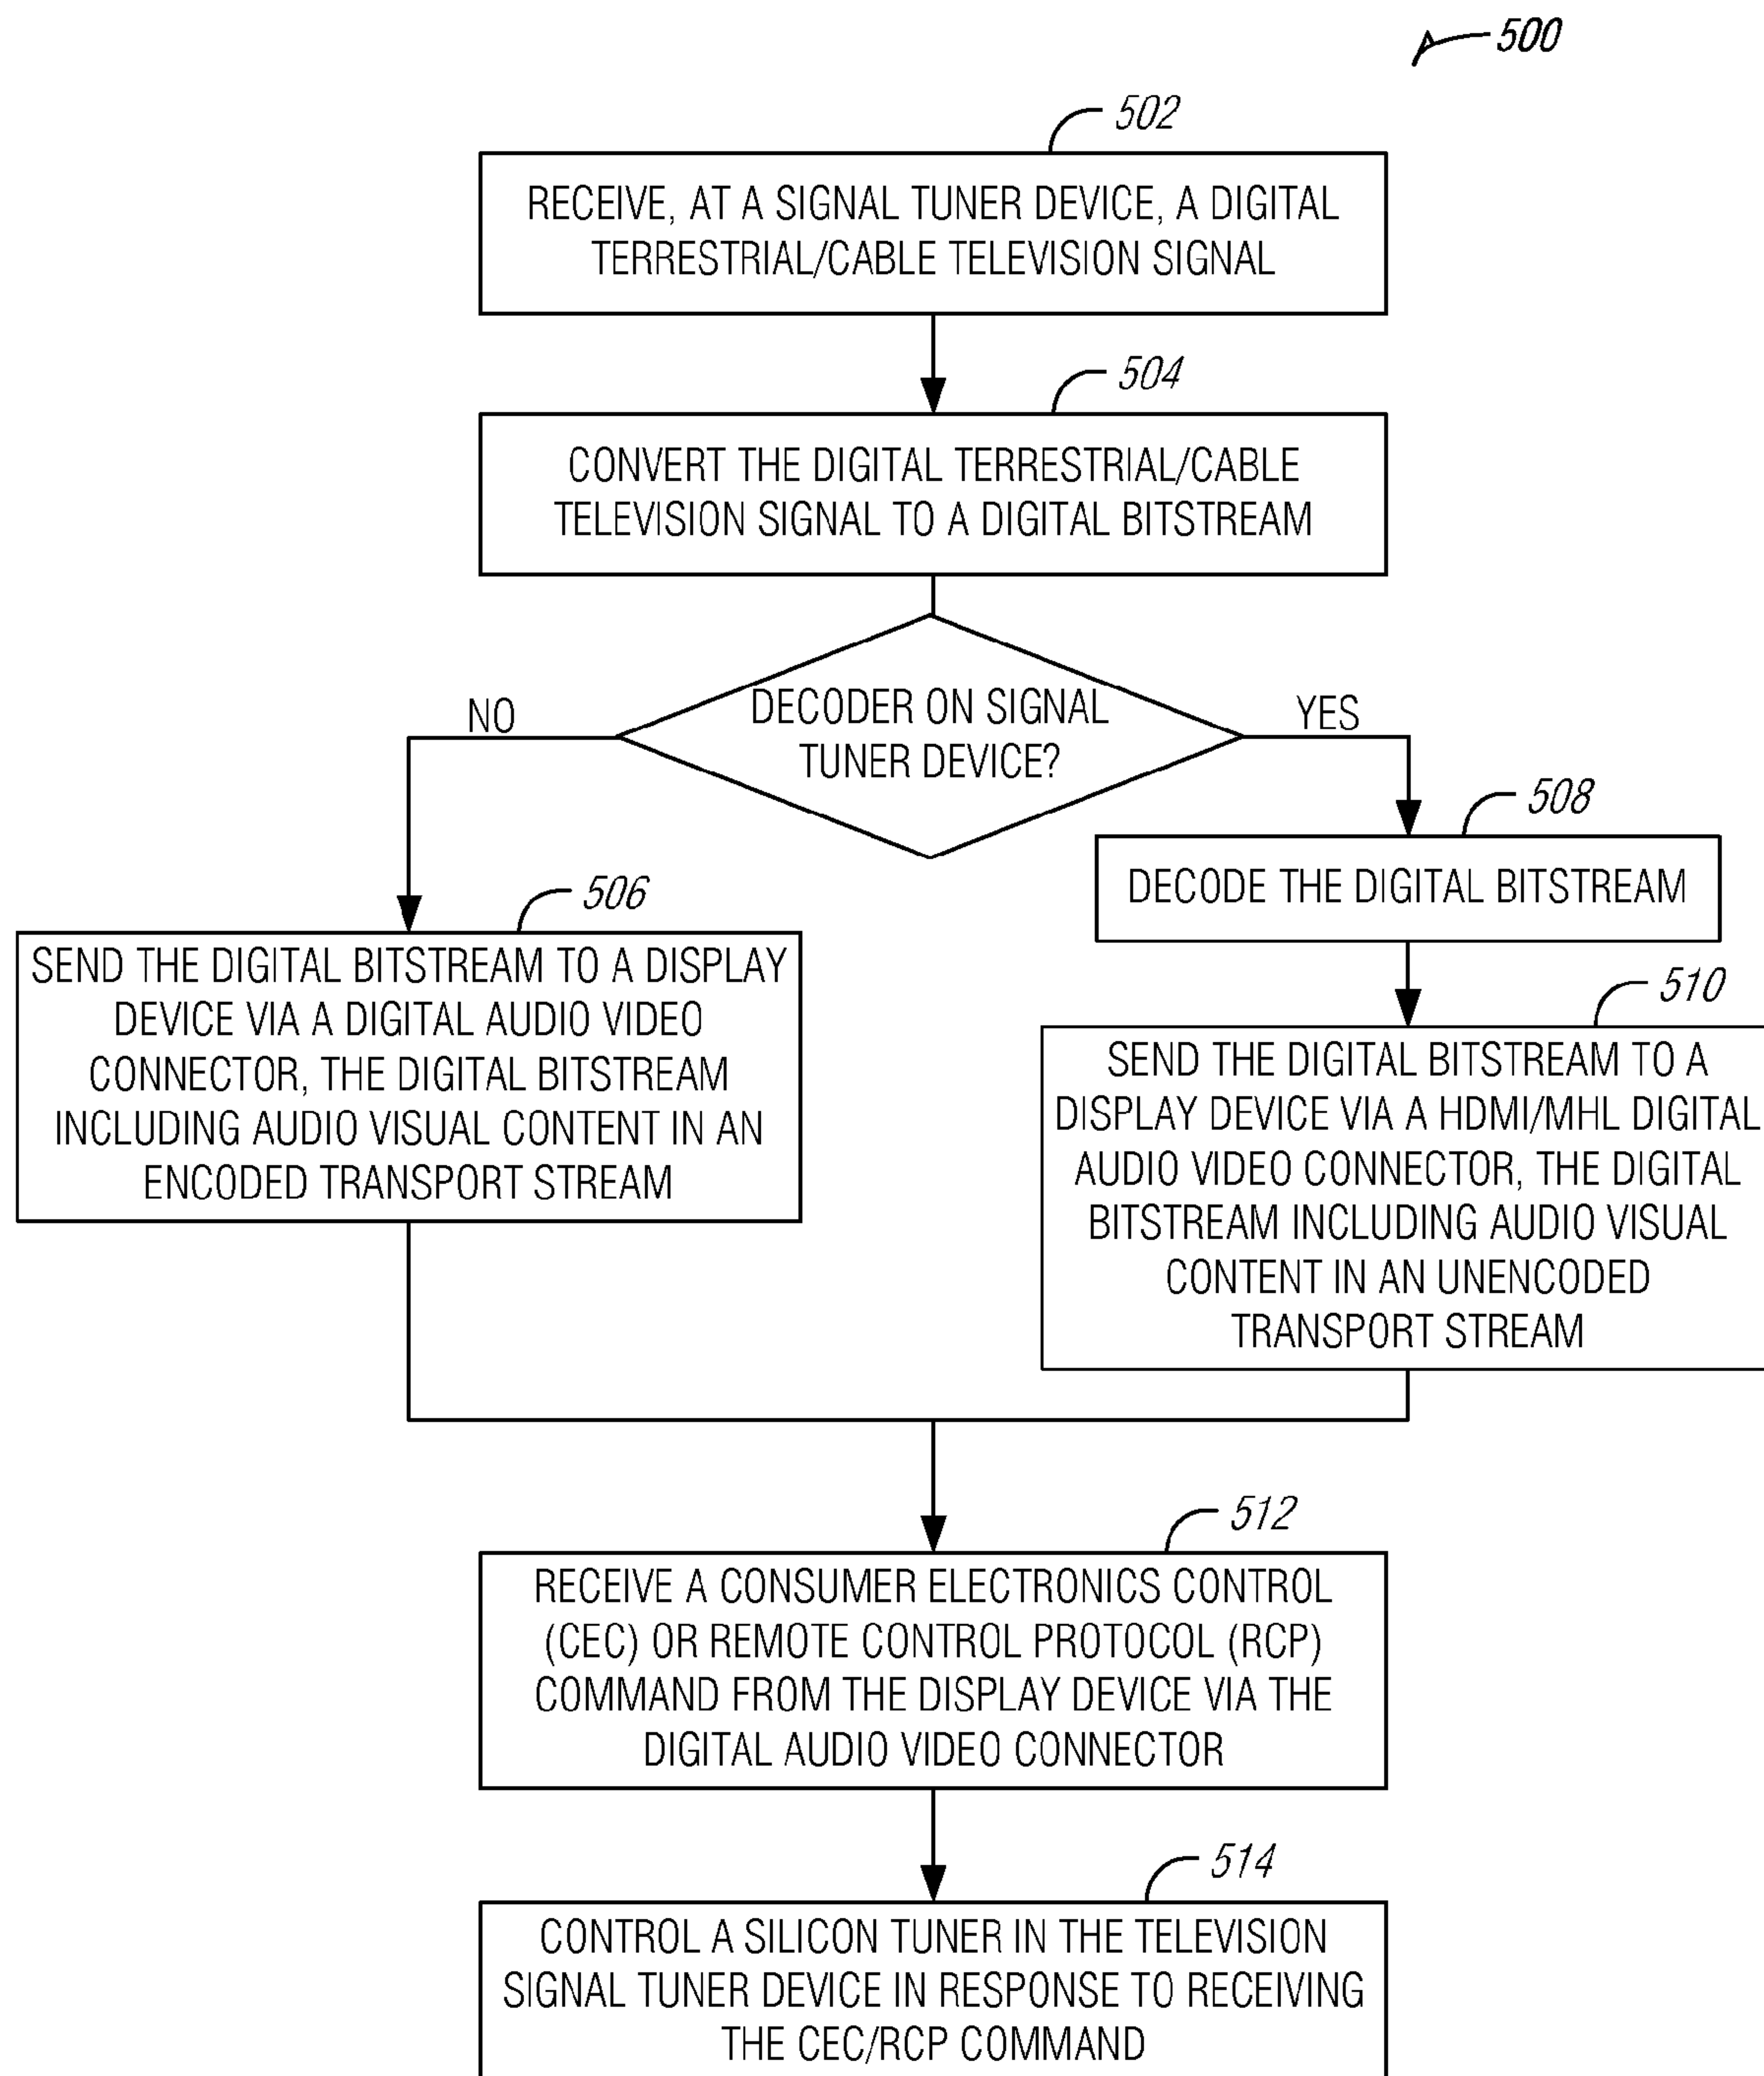 500
502
RECEIVE, AT A SIGNAL TUNER DEVICE, A DIGITAL
TERRESTRIAL/CABLE TELEVISION SIGNAL
504
CONVERT THE DIGITAL TERRESTRIAL/CABLE
TELEVISION SIGNAL TO A DIGITAL BITSTREAM
DECODER ON SIGNAL
TUNER DEVICE?
NO
YES
506
SEND THE DIGITAL BITSTREAM TO A DISPLAY
DEVICE VIA A DIGITAL AUDIO VIDEO
CONNECTOR, THE DIGITAL BITSTREAM
INCLUDING AUDIO VISUAL CONTENT IN AN
ENCODED TRANSPORT STREAM
508
DECODE THE DIGITAL BITSTREAM
510
SEND THE DIGITAL BITSTREAM TO A
DISPLAY DEVICE VIA A HDMI/MHL DIGITAL
AUDIO VIDEO CONNECTOR, THE DIGITAL
BITSTREAM INCLUDING AUDIO VISUAL
CONTENT IN AN UNENCODED
TRANSPORT STREAM
512
RECEIVE A CONSUMER ELECTRONICS CONTROL
(CEC) OR REMOTE CONTROL PROTOCOL (RCP)
COMMAND FROM THE DISPLAY DEVICE VIA THE
DIGITAL AUDIO VIDEO CONNECTOR
514
CONTROL A SILICON TUNER IN THE TELEVISION
SIGNAL TUNER DEVICE IN RESPONSE TO RECEIVING
THE CEC/RCP COMMAND